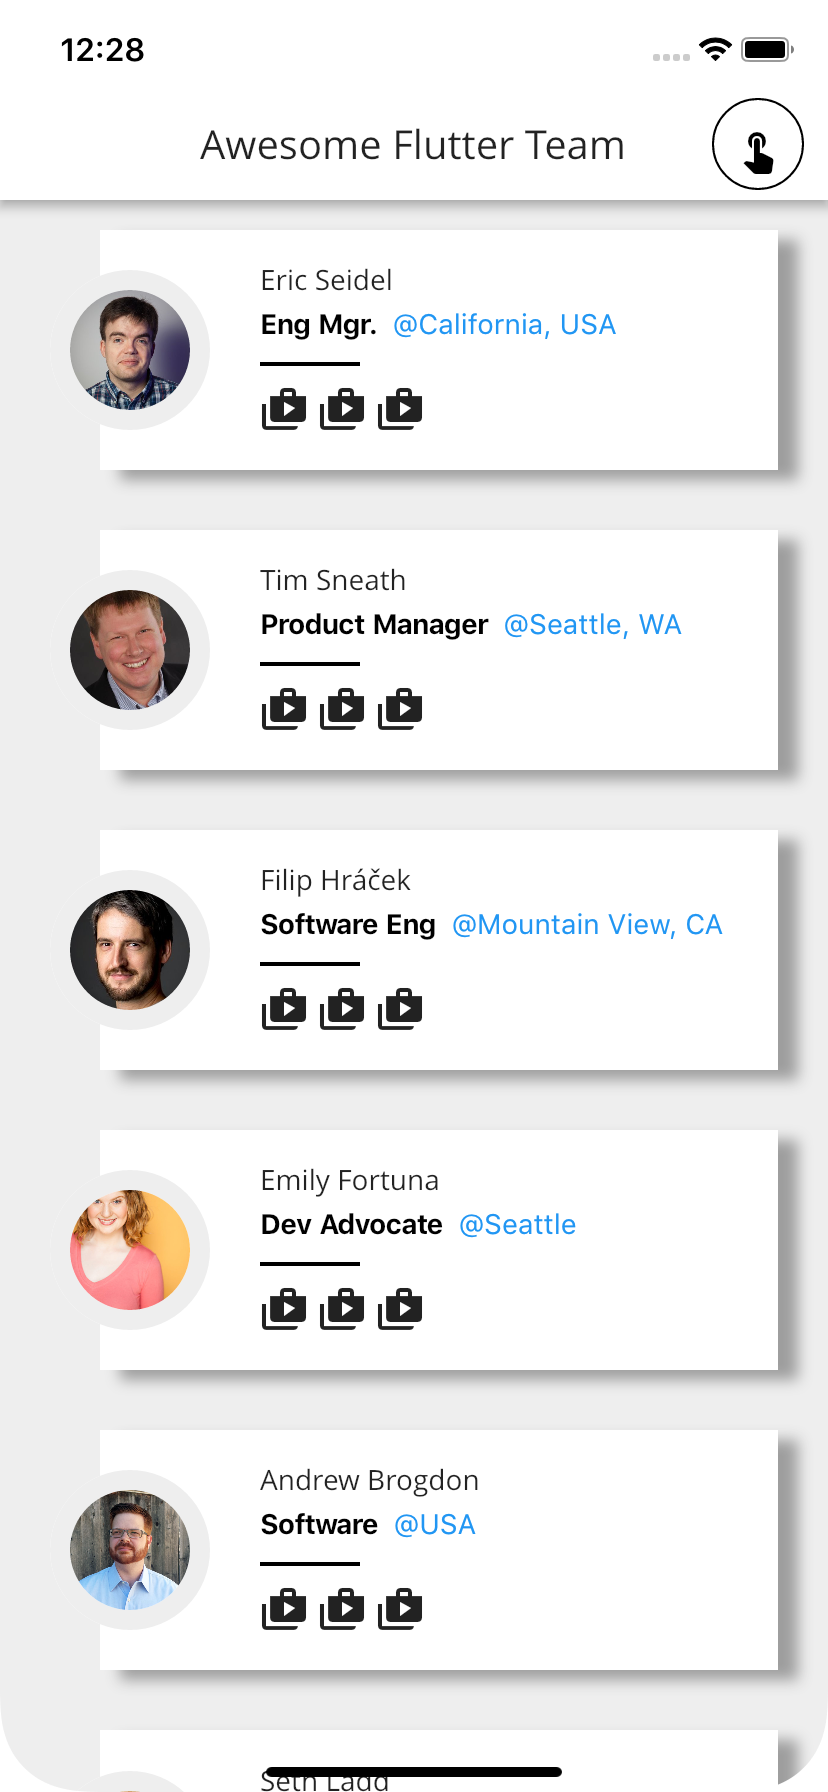 12:28
Awesome Flutter Team
Eric Seidel
Eng Mgr. @California, USA
Tim Sneath
Product Manager @Seattle, WA
Filip Hráček
Software Eng @Mountain View, CA
Emily Fortuna
Dev Advocate @Seattle
Andrew Brogdon
Software @USA
Seth Ladd